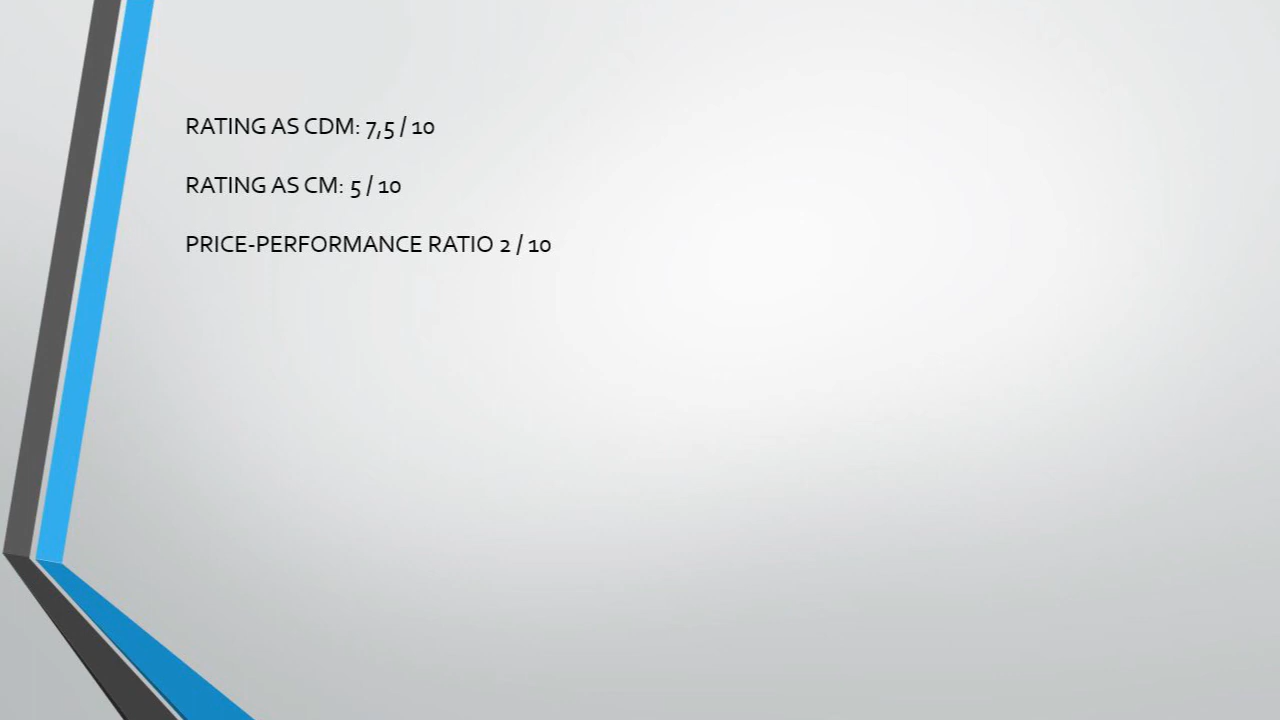 RATING AS CDM: 7,5 / 10
RATING AS CM: 5 / 10
PRICE-PERFORMANCE RATIO 2 / 10